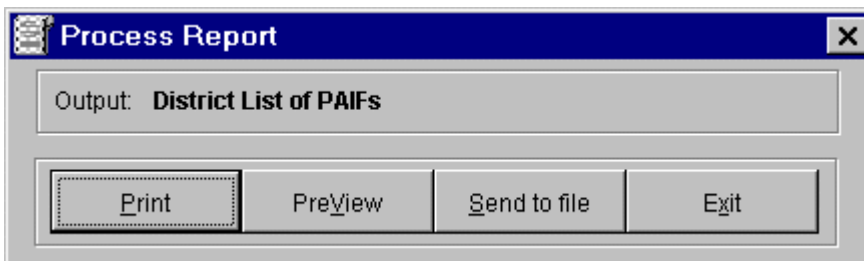 Process Report
Output: District List of PAIFs
Print PreView Send to file Exit